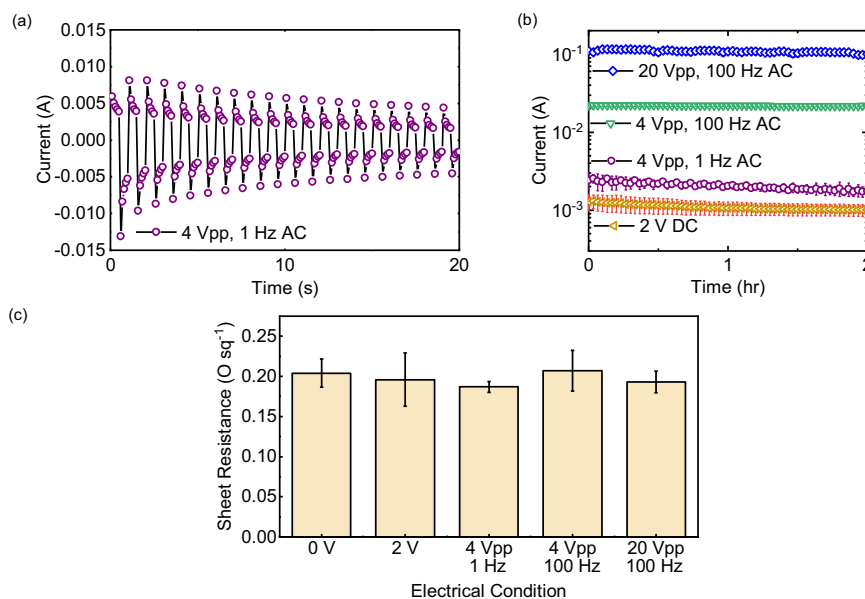 (a)
Current (A)
0.015
0.010
0.005
0.000
-0.005
-0.010
-0.015
4 Vpp, 1 Hz AC
0
10
20
Time (s)
(b)
Current (A)
10⁻¹
10⁻²
10⁻³
20 Vpp, 100 Hz AC
4 Vpp, 100 Hz AC
4 Vpp, 1 Hz AC
2 V DC
0
1
2
Time (hr)
(c)
Sheet Resistance (O sq⁻¹)
0.25
0.20
0.15
0.10
0.05
0.00
0 V
2 V
4 Vpp
1 Hz
4 Vpp
100 Hz
20 Vpp
100 Hz
Electrical Condition